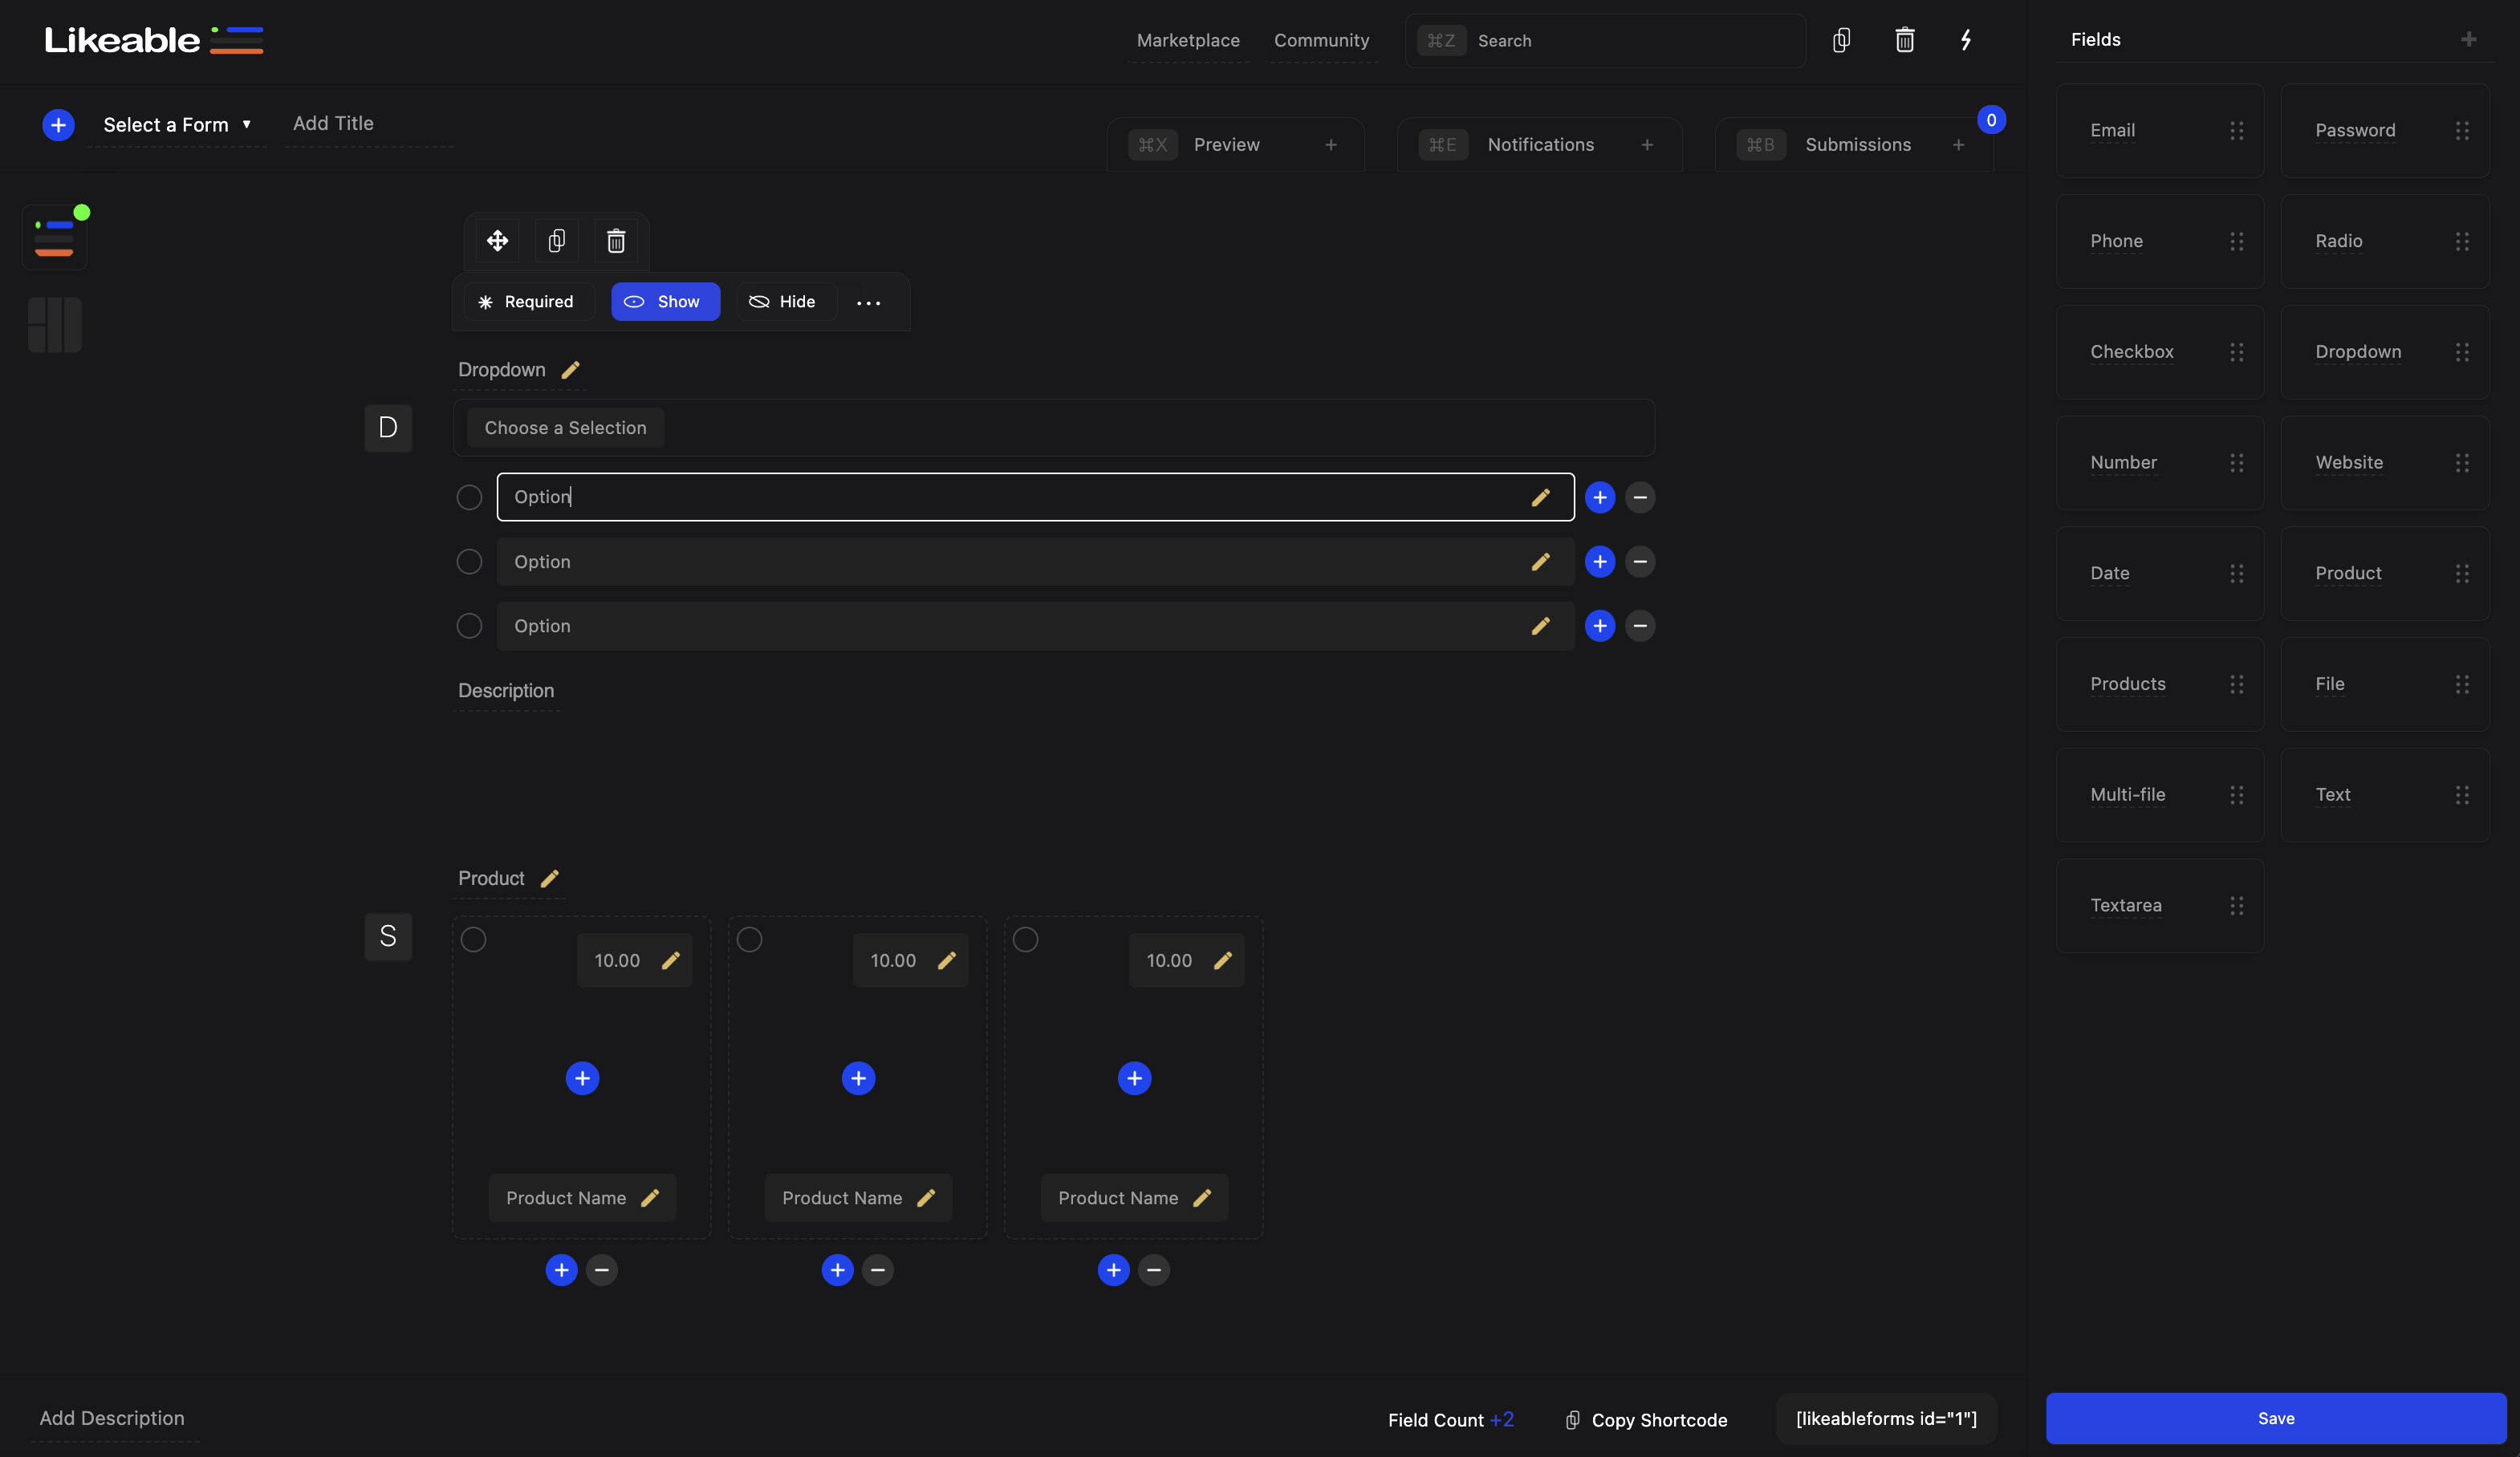 Likeable
Marketplace
Community
⌘Z Search
Select a Form ▼
Add Title
⌘X Preview +
⌘E Notifications +
⌘B Submissions +
0
Required
Show
Hide
...
Dropdown
D
Choose a Selection
Option
Option
Option
Description
Product
S
10.00
10.00
10.00
Product Name
Product Name
Product Name
Add Description
Field Count +2
Copy Shortcode
[likeableforms id="1"]
Fields +
Email
Password
Phone
Radio
Checkbox
Dropdown
Number
Website
Date
Product
Products
File
Multi-file
Text
Textarea
Save